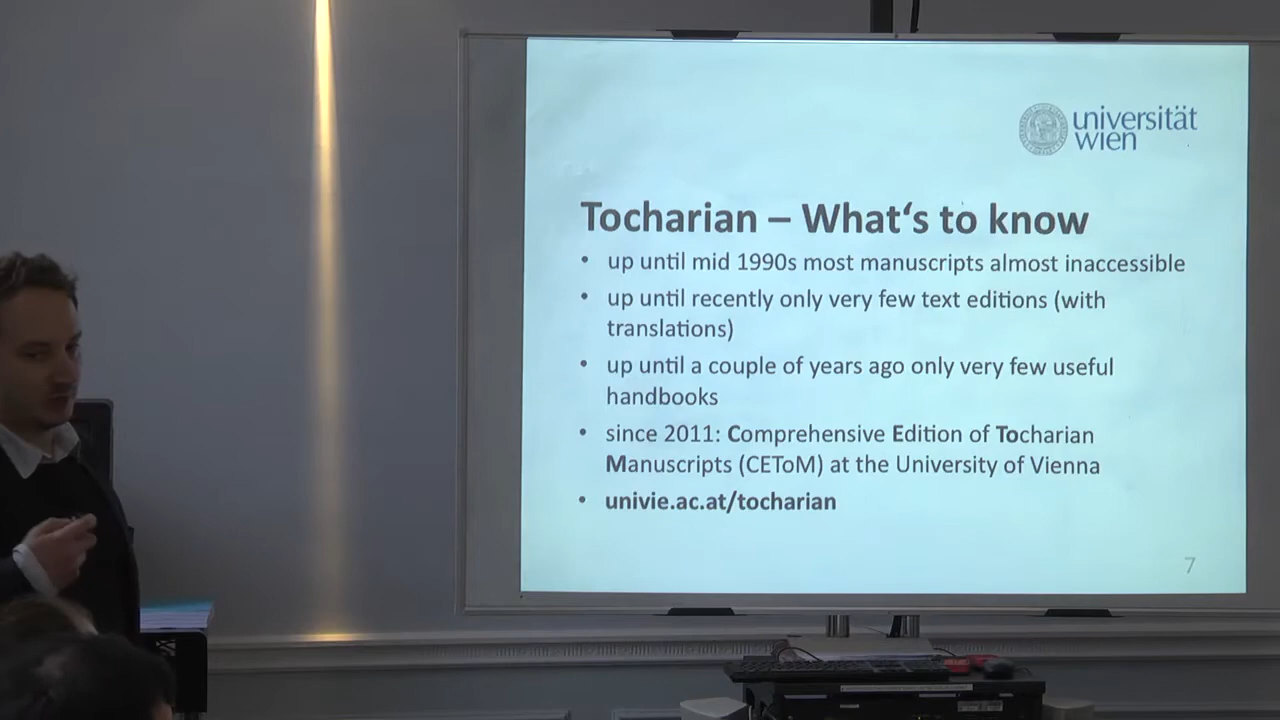 universität
wien
Tocharian – What‘s to know
• up until mid 1990s most manuscripts almost inaccessible
• up until recently only very few text editions (with
translations)
• up until a couple of years ago only very few useful
handbooks
• since 2011: Comprehensive Edition of Tocharian
Manuscripts (CEToM) at the University of Vienna
• univie.ac.at/tocharian
7